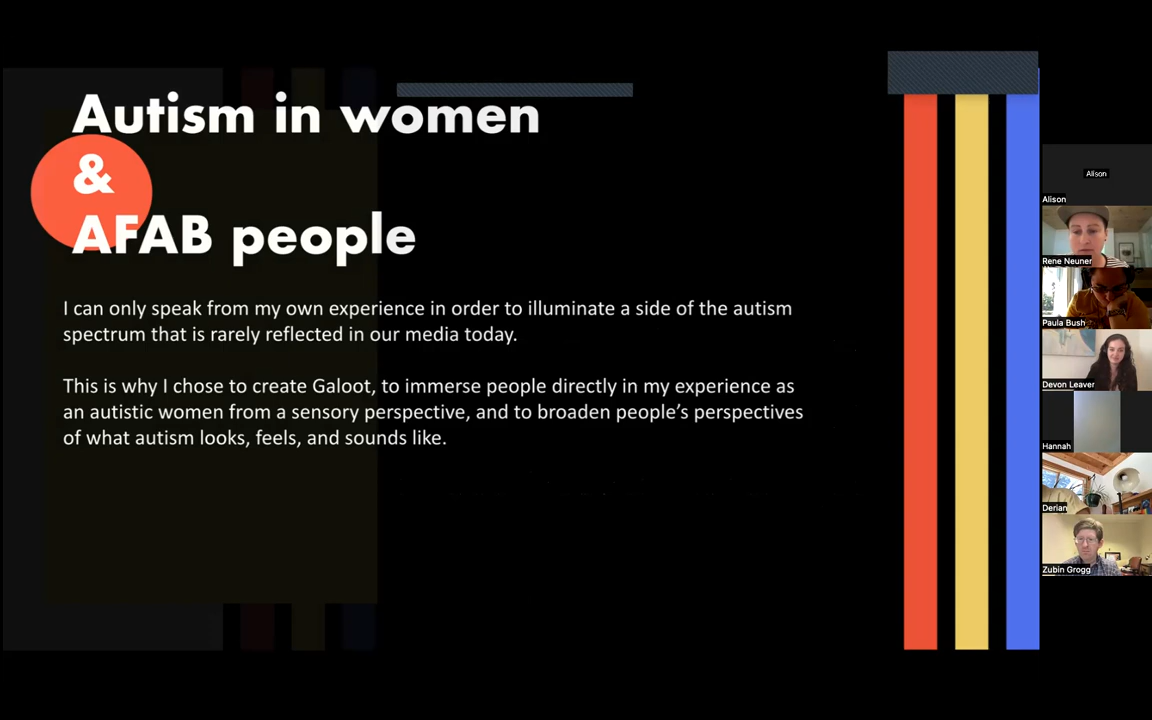 Autism in women
&
AFAB people
I can only speak from my own experience in order to illuminate a side of the autism
spectrum that is rarely reflected in our media today.
This is why I chose to create Galoot, to immerse people directly in my experience as
an autistic women from a sensory perspective, and to broaden people’s perspectives
of what autism looks, feels, and sounds like.
Alison
Alison
Rene Neuner
Paula Bush
Devon Leaver
Hannah
Derian
Zubin Grogg